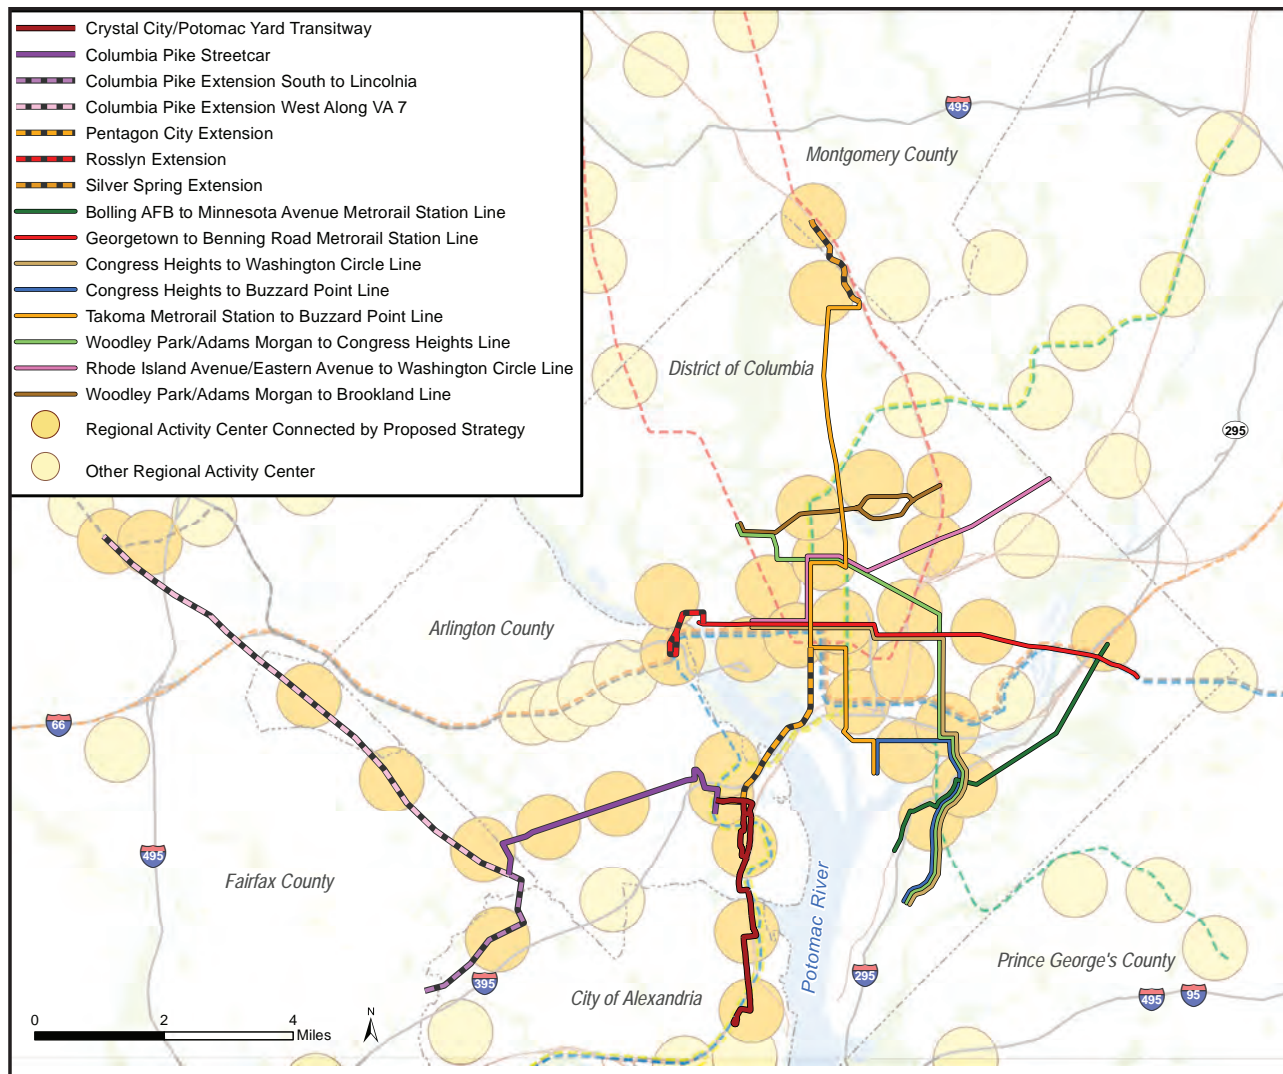 Crystal City/Potomac Yard Transitway
Columbia Pike Streetcar
Columbia Pike Extension South to Lincolnia
Columbia Pike Extension West Along VA 7
Pentagon City Extension
Rosslyn Extension
Silver Spring Extension
Bolling AFB to Minnesota Avenue Metrorail Station Line
Georgetown to Benning Road Metrorail Station Line
Congress Heights to Washington Circle Line
Congress Heights to Buzzard Point Line
Takoma Metrorail Station to Buzzard Point Line
Woodley Park/Adams Morgan to Congress Heights Line
Rhode Island Avenue/Eastern Avenue to Washington Circle Line
Woodley Park/Adams Morgan to Brookland Line
Regional Activity Center Connected by Proposed Strategy
Other Regional Activity Center
495
Montgomery County
District of Columbia
295
Arlington County
66
495
Fairfax County
Potomac River
Prince George's County
395
295
City of Alexandria
495
95
N
0 2 4
Miles